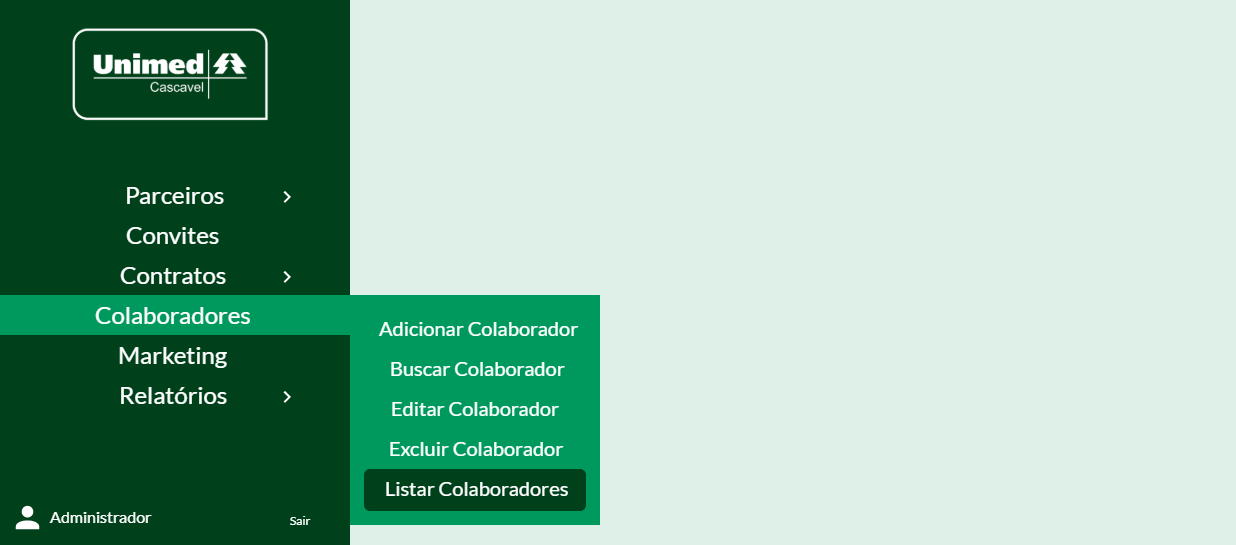 Unimed
Cascavel
Parceiros
Convites
Contratos
Colaboradores
Marketing
Relatórios
Adicionar Colaborador
Buscar Colaborador
Editar Colaborador
Excluir Colaborador
Listar Colaboradores
Administrador
Sair